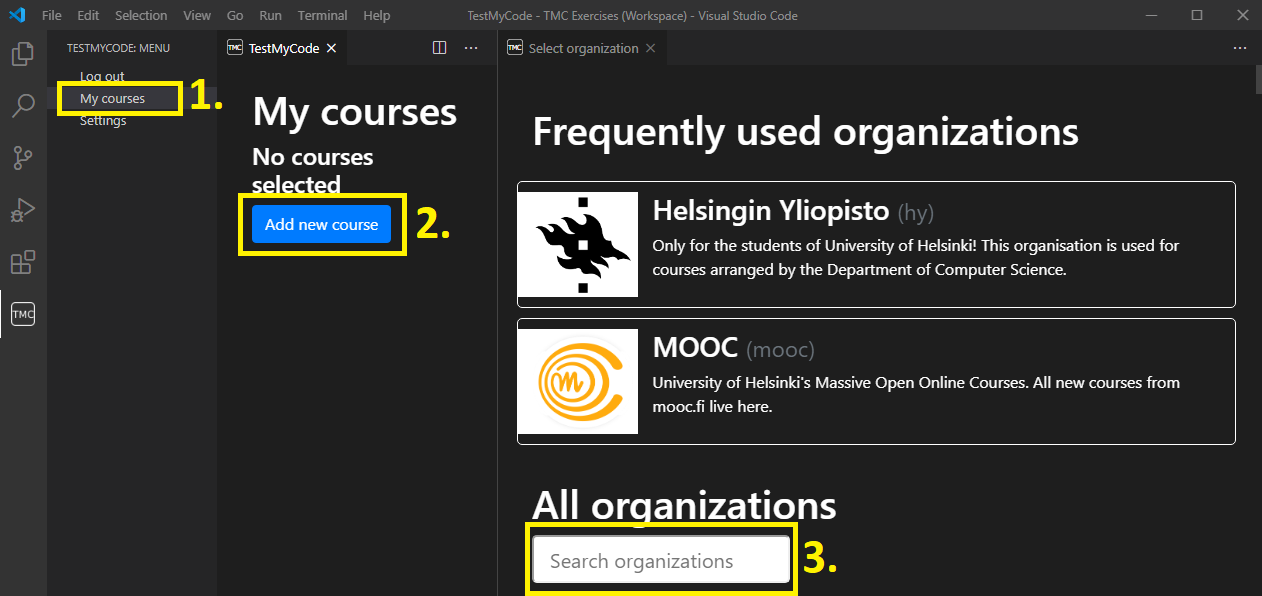 File Edit Selection View Go Run Terminal Help
TestMyCode - TMC Exercises (Workspace) - Visual Studio Code
TESTMYCODE: MENU
Log out
My courses
Settings
1.
TMC
TMC TestMyCode
My courses
No courses
selected
Add new course
2.
TMC Select organization
Frequently used organizations
Helsingin Yliopisto (hy)
Only for the students of University of Helsinki! This organisation is used for
courses arranged by the Department of Computer Science.
m
MOOC (mooc)
University of Helsinki's Massive Open Online Courses. All new courses from
mooc.fi live here.
All organizations
Search organizations
3.